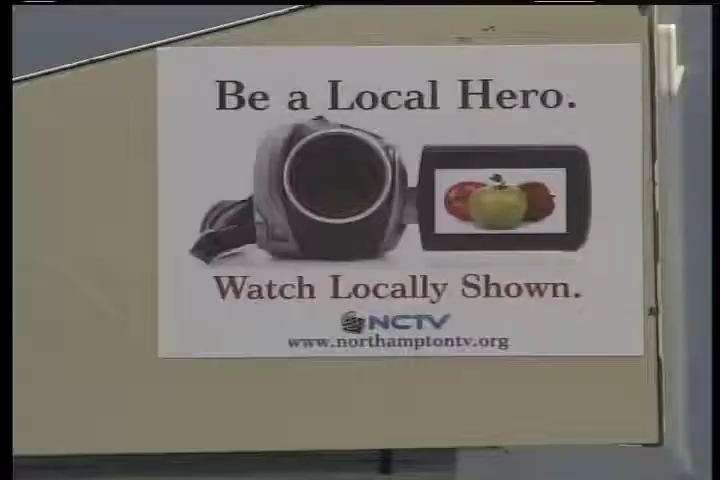 Be a Local Hero.
Watch Locally Shown.
NCTV
www.northamptontv.org